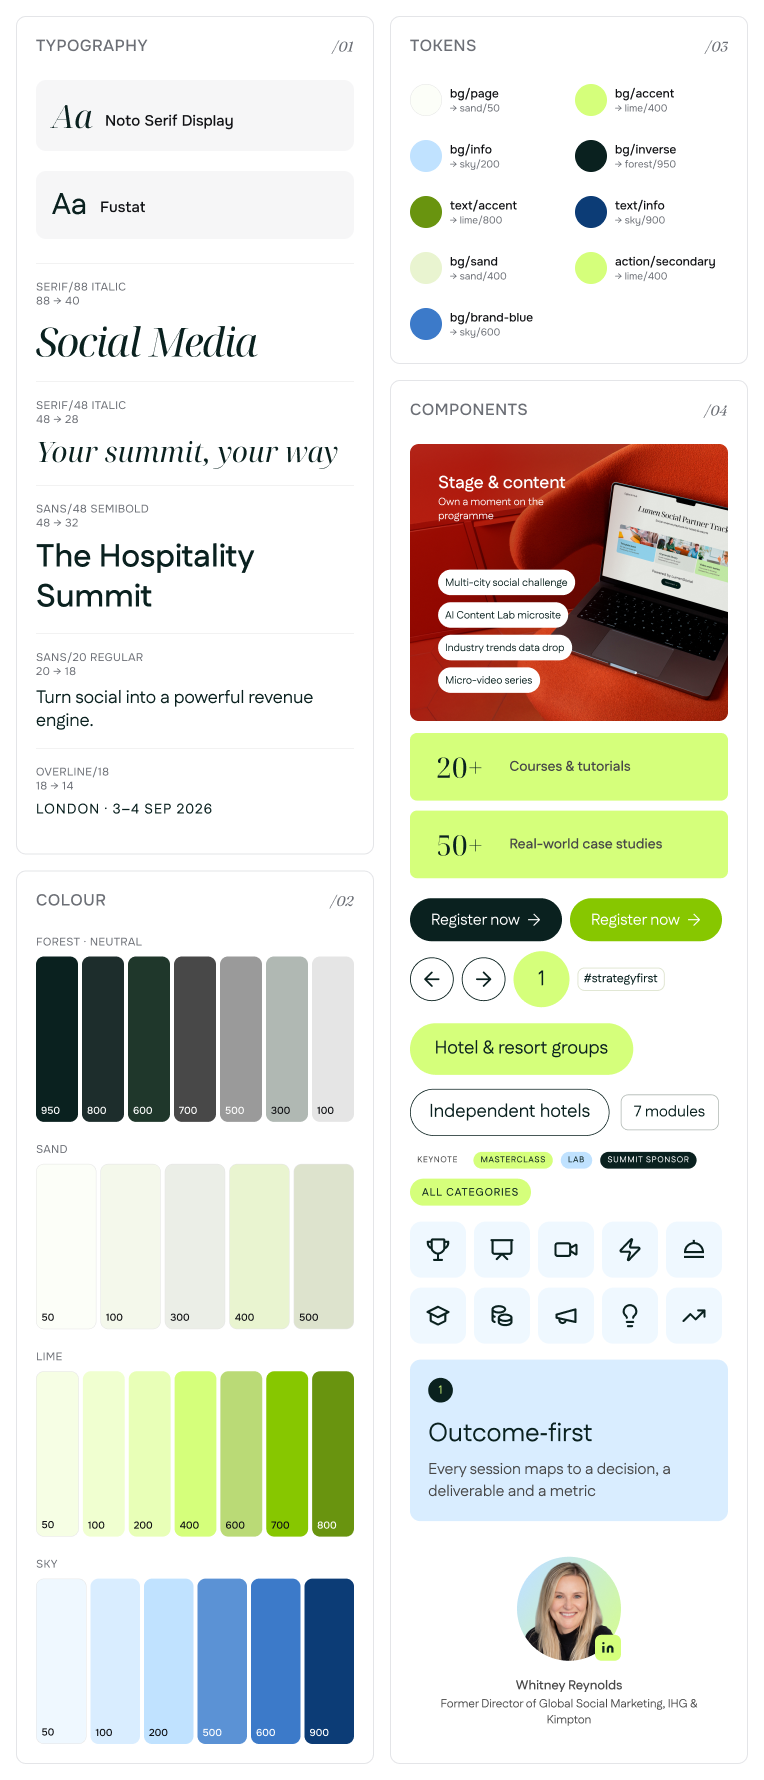 TYPOGRAPHY
/01
Aa Noto Serif Display
Aa Fustat
SERIF/88 ITALIC
88 → 40
Social Media
SERIF/48 ITALIC
48 → 28
Your summit, your way
SANS/48 SEMIBOLD
48 → 32
The Hospitality
Summit
SANS/20 REGULAR
20 → 18
Turn social into a powerful revenue
engine.
OVERLINE/18
18 → 14
LONDON · 3–4 SEP 2026
COLOUR
/02
FOREST · NEUTRAL
950 800 600 700 500 300 100
SAND
50 100 300 400 500
LIME
50 100 200 400 600 700 800
SKY
50 100 200 500 600 900
TOKENS
/03
bg/page
→ sand/50
bg/accent
→ lime/400
bg/info
→ sky/200
bg/inverse
→ forest/950
text/accent
→ lime/800
text/info
→ sky/900
bg/sand
→ sand/400
action/secondary
→ lime/400
bg/brand-blue
→ sky/600
COMPONENTS
/04
Stage & content
Own a moment on the
programme
Lumen Social Partner Track
Multi-city social challenge
AI Content Lab microsite
Industry trends data drop
Micro-video series
20+ Courses & tutorials
50+ Real-world case studies
Register now →
Register now →
← → 1 #strategyfirst
Hotel & resort groups
Independent hotels
7 modules
KEYNOTE MASTERCLASS LAB SUMMIT SPONSOR
ALL CATEGORIES
1
Outcome-first
Every session maps to a decision, a
deliverable and a metric
in
Whitney Reynolds
Former Director of Global Social Marketing, IHG &
Kimpton